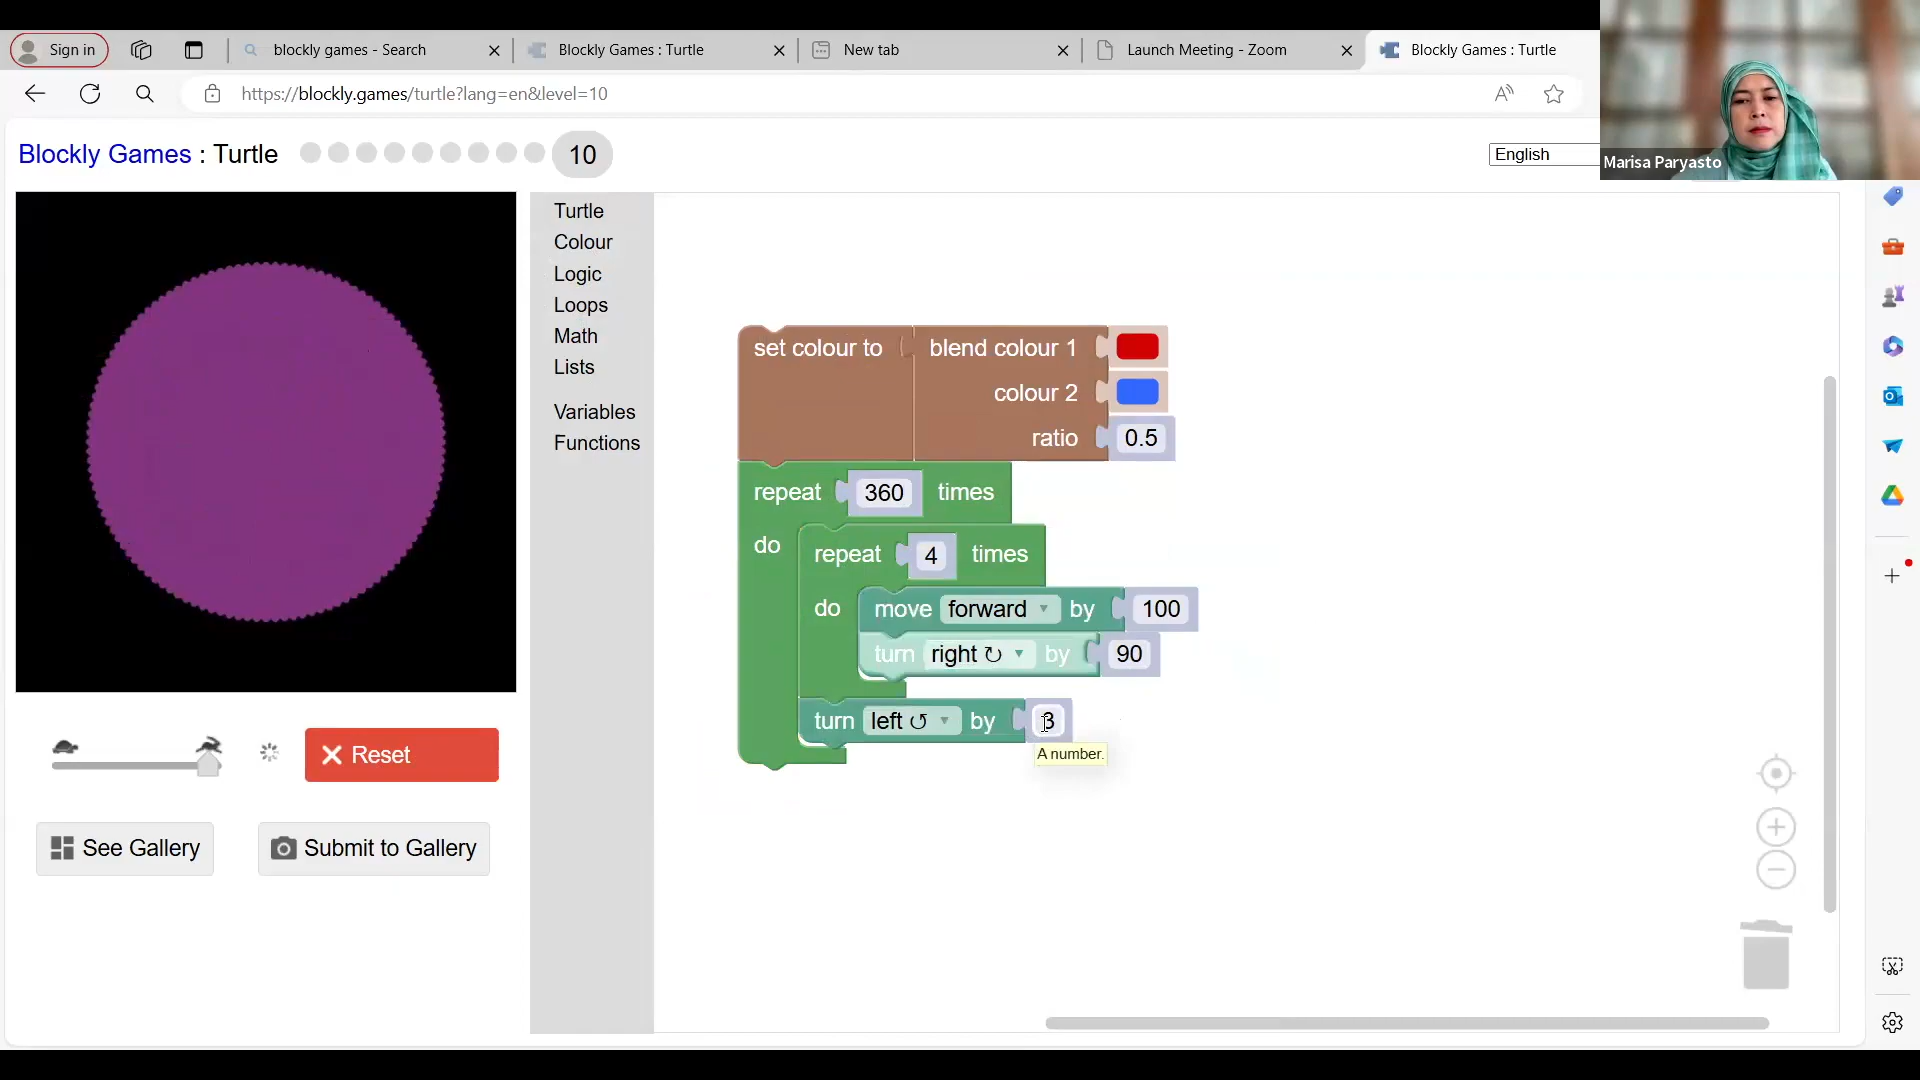 Sign in
blockly games - Search
Blockly Games : Turtle
New tab
Launch Meeting - Zoom
Blockly Games : Turtle
https://blockly.games/turtle?lang=en&level=10
Marisa Paryasto
Blockly Games : Turtle
10
English
Turtle
Colour
Logic
Loops
Math
Lists
Variables
Functions
set colour to blend colour 1
colour 2
ratio 0.5
repeat 360 times
do repeat 4 times
do move forward by 100
turn right ↻ by 90
turn left ↺ by 3
A number.
Reset
See Gallery
Submit to Gallery